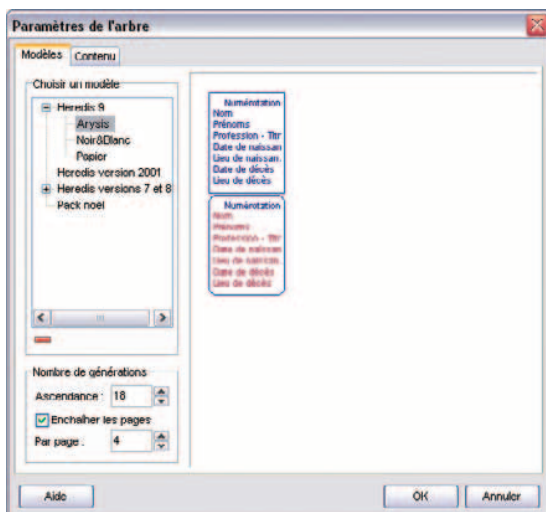 Paramètres de l'arbre
Modèles Contenu
Choisir un modèle
Heredis 9
Arysis
Noir&Blanc
Papier
Heredis version 2001
Heredis versions 7 et 8
Pack noël
Numérotation
Nom
Prénoms
Profession - Titr
Date de naissan
Lieu de naissan.
Date de décès
Lieu de décès
Numérotation
Nom
Prénoms
Profession - Titr
Date de naissan
Lieu de naissan.
Date de décès
Lieu de décès
Nombre de générations
Ascendance : 18
Enchaîner les pages
Par page : 4
Aide OK Annuler